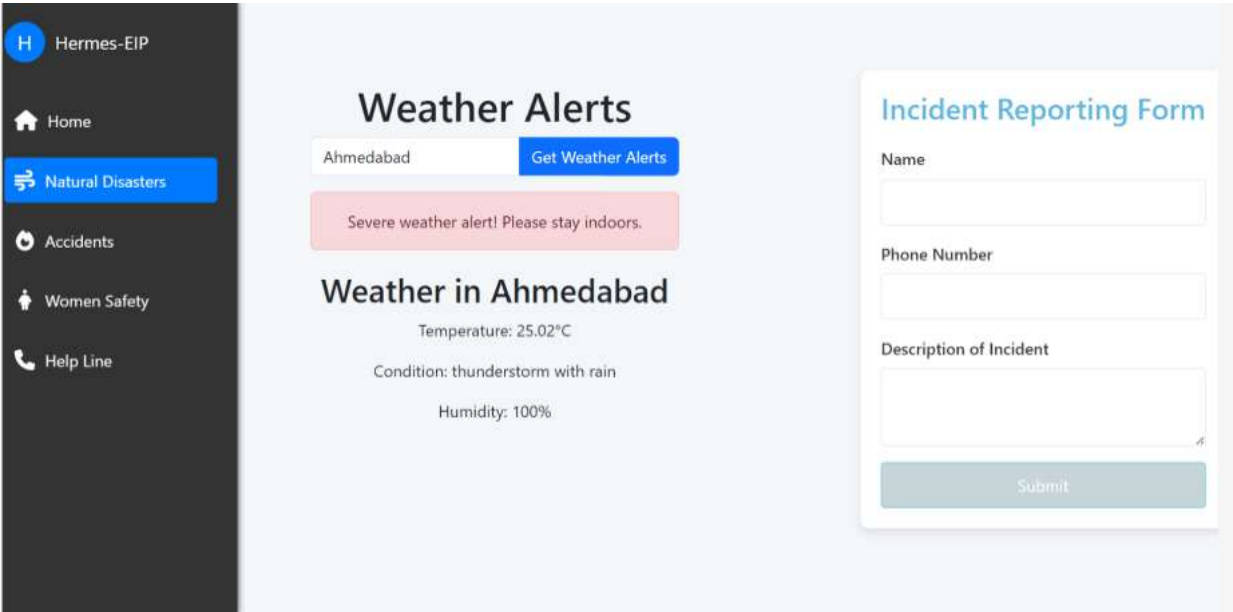 H Hermes-EIP
Home
Natural Disasters
Accidents
Women Safety
Help Line
Weather Alerts
Ahmedabad Get Weather Alerts
Severe weather alert! Please stay indoors.
Weather in Ahmedabad
Temperature: 25.02°C
Condition: thunderstorm with rain
Humidity: 100%
Incident Reporting Form
Name
Phone Number
Description of Incident
Submit